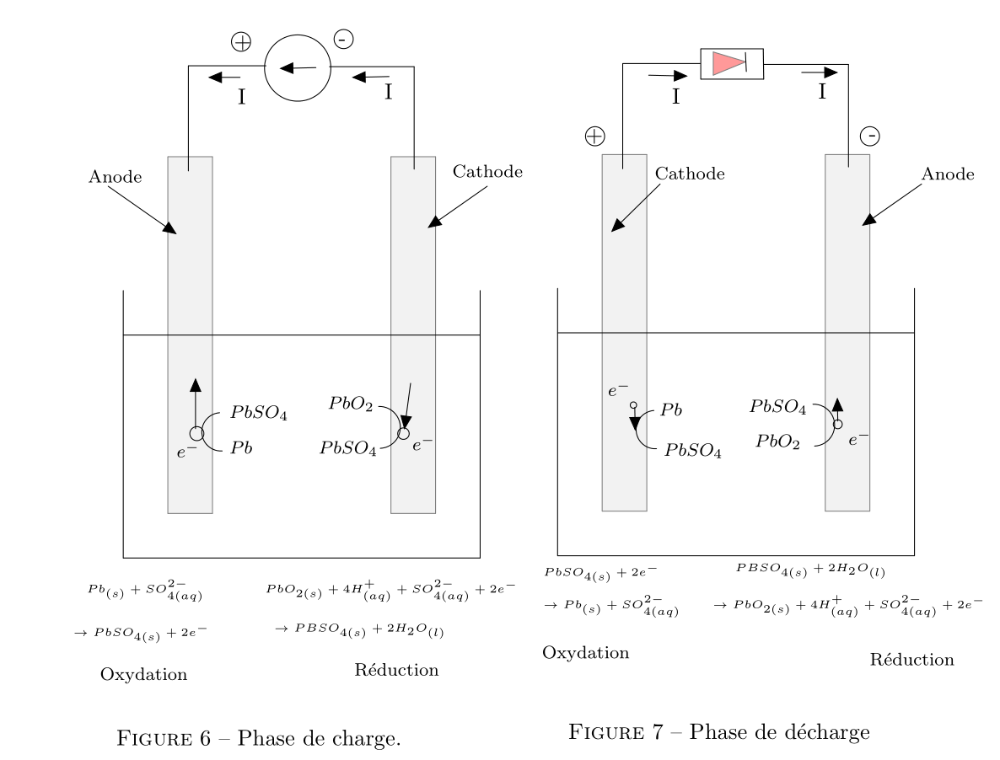 +
-
I
I
Anode
Cathode
PbSO₄
Pb
e⁻
PbO₂
PbSO₄
e⁻
Pb₍s₎ + SO²⁻₄₍aq₎
→ PbSO₄₍s₎ + 2e⁻
Oxydation
PbO₂₍s₎ + 4H⁺₍aq₎ + SO²⁻₄₍aq₎ + 2e⁻
→ PBSO₄₍s₎ + 2H₂O₍l₎
Réduction
FIGURE 6 – Phase de charge.
I
I
+
-
Cathode
Anode
e⁻
Pb
PbSO₄
PbSO₄
PbO₂
e⁻
PbSO₄₍s₎ + 2e⁻
→ Pb₍s₎ + SO²⁻₄₍aq₎
Oxydation
PBSO₄₍s₎ + 2H₂O₍l₎
→ PbO₂₍s₎ + 4H⁺₍aq₎ + SO²⁻₄₍aq₎ + 2e⁻
Réduction
FIGURE 7 – Phase de décharge